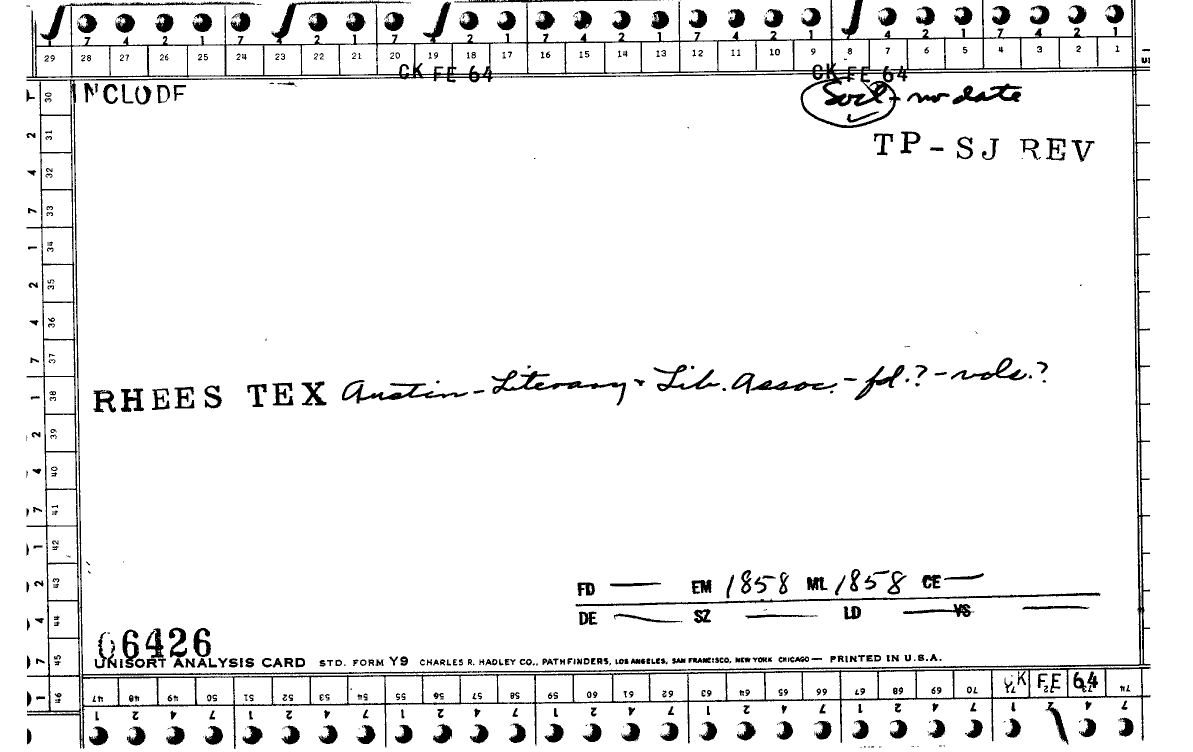 7 4 2 1 7 2 1 7 2 1 7 4 2 1 7 4 2 1 4 2 1 7 4 2 1
29 28 27 26 25 24 23 22 21 20 19 18 17 16 15 14 13 12 11 10 9 8 7 6 5 4 3 2 1
CK FE 64 CK FE 64
NCLODF
Socl - no date
TP-SJ REV
30
2 31
4 32
7 33
1 34
2 35
4 36
7 37
1 38
2 39
4 40
7 41
1 42
2 43
4 44
7 45
1 46
RHEES TEX Austin - Literary & Lib. Assoc. - fd.? - vols.?
FD — EM 1858 ML 1858 CE —
DE — SZ — LD — VS —
06426
UNISORT ANALYSIS CARD STD. FORM Y9 CHARLES R. HADLEY CO., PATHFINDERS, LOS ANGELES, SAN FRANCISCO, NEW YORK CHICAGO — PRINTED IN U.S.A.
CK FE 64
47 48 49 50 51 52 53 54 55 56 57 58 59 60 61 62 63 64 65 66 67 68 69 70 71 72 73 74
1 2 4 7 1 2 4 7 1 2 4 7 1 2 4 7 1 2 4 7 1 2 4 7 1 2 4 7